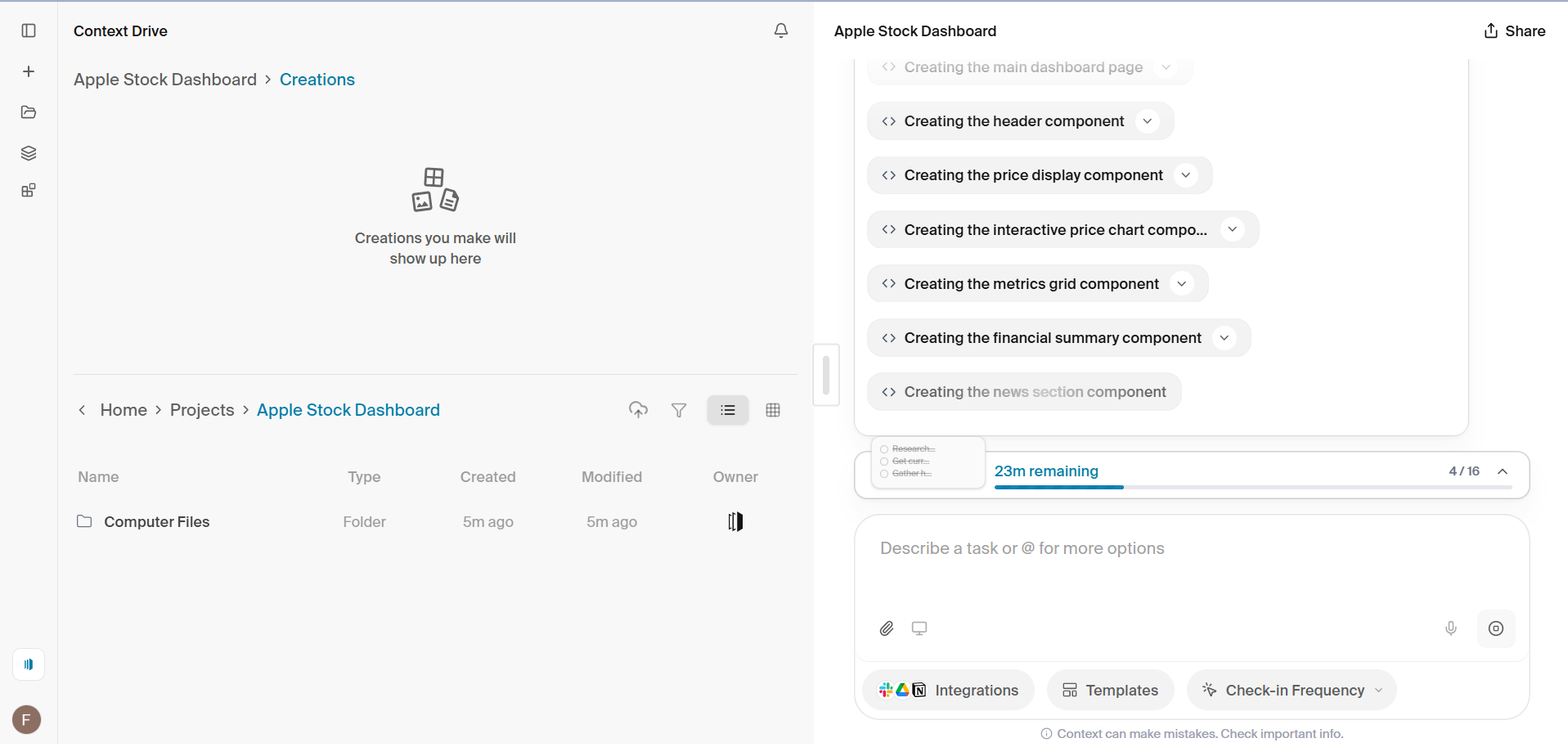 Context Drive
Apple Stock Dashboard > Creations
Creations you make will
show up here
Home > Projects > Apple Stock Dashboard
Name Type Created Modified Owner
Computer Files Folder 5m ago 5m ago
F
Apple Stock Dashboard
Share
Creating the main dashboard page
Creating the header component
Creating the price display component
Creating the interactive price chart compo...
Creating the metrics grid component
Creating the financial summary component
Creating the news section component
Research...
Get curr...
Gather h...
23m remaining 4 / 16
Describe a task or @ for more options
Integrations Templates Check-in Frequency
Context can make mistakes. Check important info.